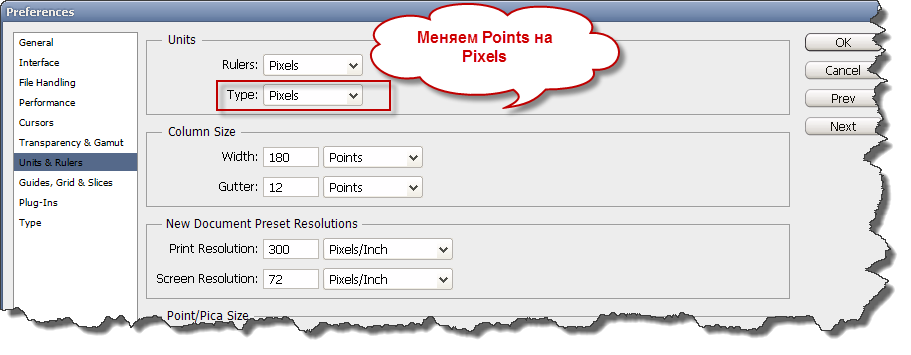 Preferences
General
Interface
File Handling
Performance
Cursors
Transparency & Gamut
Units & Rulers
Guides, Grid & Slices
Plug-Ins
Type
Units
Rulers: Pixels
Type: Pixels
Меняем Points на
Pixels
Column Size
Width: 180 Points
Gutter: 12 Points
New Document Preset Resolutions
Print Resolution: 300 Pixels/Inch
Screen Resolution: 72 Pixels/Inch
Point/Pica Size
OK
Cancel
Prev
Next